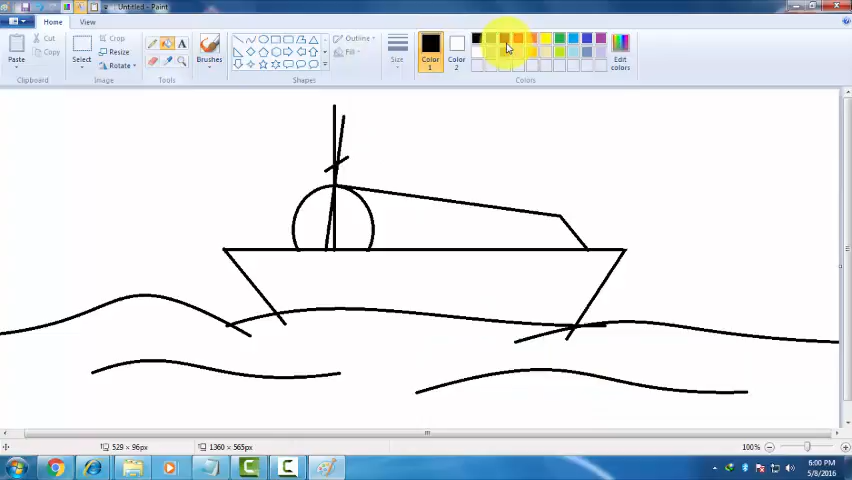 Untitled - Paint
Home View
Paste
Cut
Copy
Clipboard
Select
Crop
Resize
Rotate
Image
Tools
Brushes
Outline
Fill
Shapes
Size
Color 1
Color 2
Edit colors
Colors
529 × 96px
1360 × 565px
100%
6:00 PM
5/8/2016